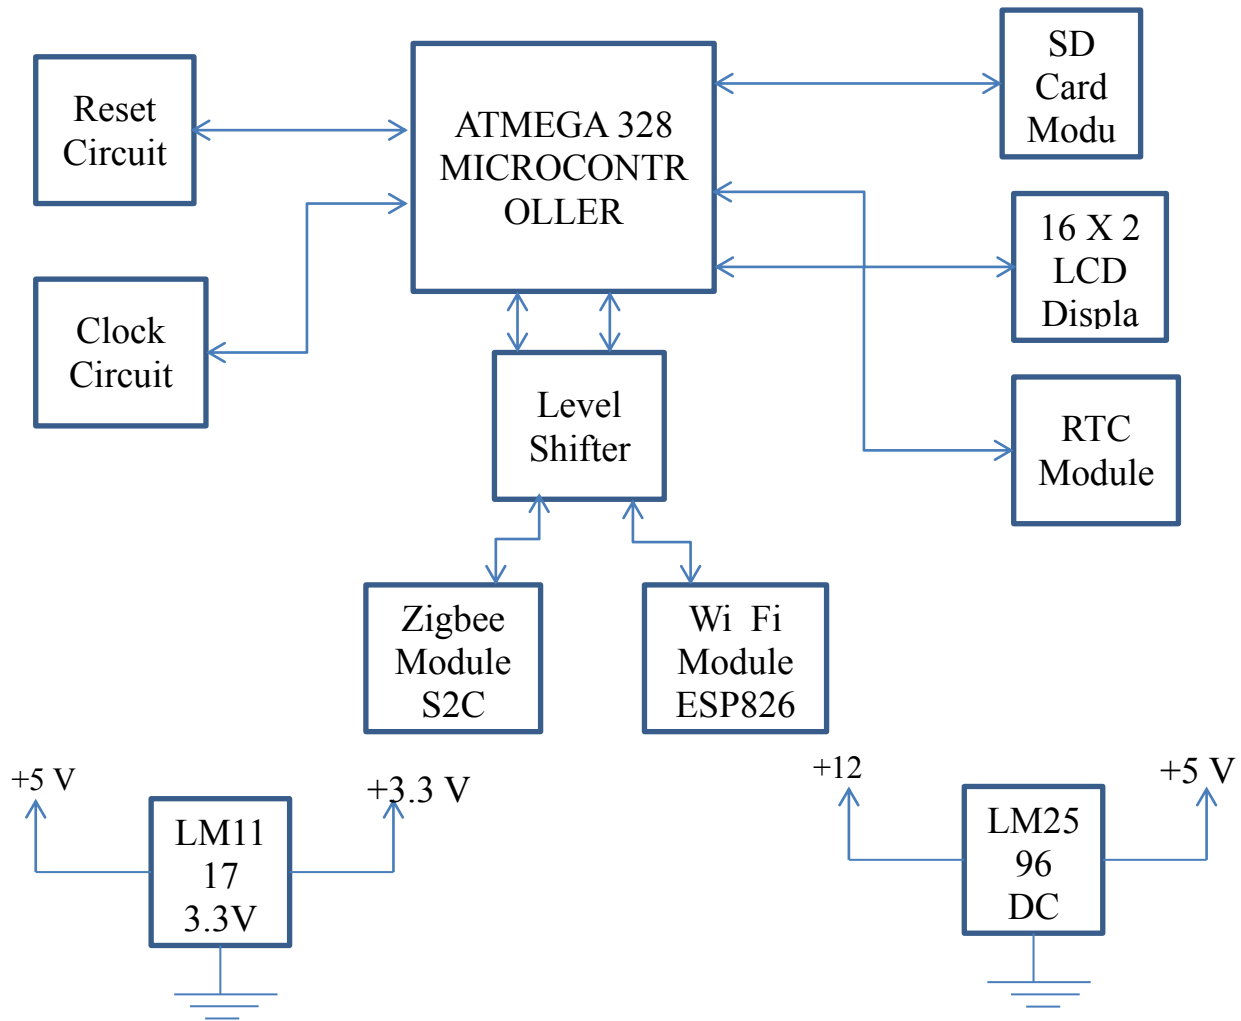 Reset
Circuit
Clock
Circuit
ATMEGA 328
MICROCONTR
OLLER
SD
Card
Modu
16 X 2
LCD
Displa
RTC
Module
Level
Shifter
Zigbee
Module
S2C
Wi Fi
Module
ESP826
+5 V
LM11
17
3.3V
+3.3 V
+12
LM25
96
DC
+5 V